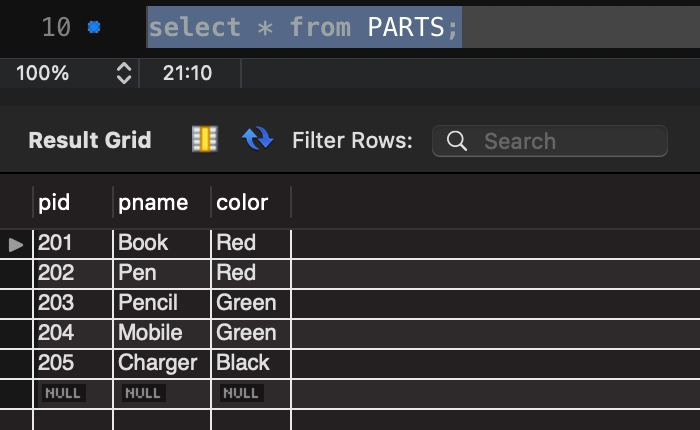 10 select * from PARTS;
100% 21:10
Result Grid Filter Rows: Search
pid pname color
201 Book Red
202 Pen Red
203 Pencil Green
204 Mobile Green
205 Charger Black
NULL NULL NULL